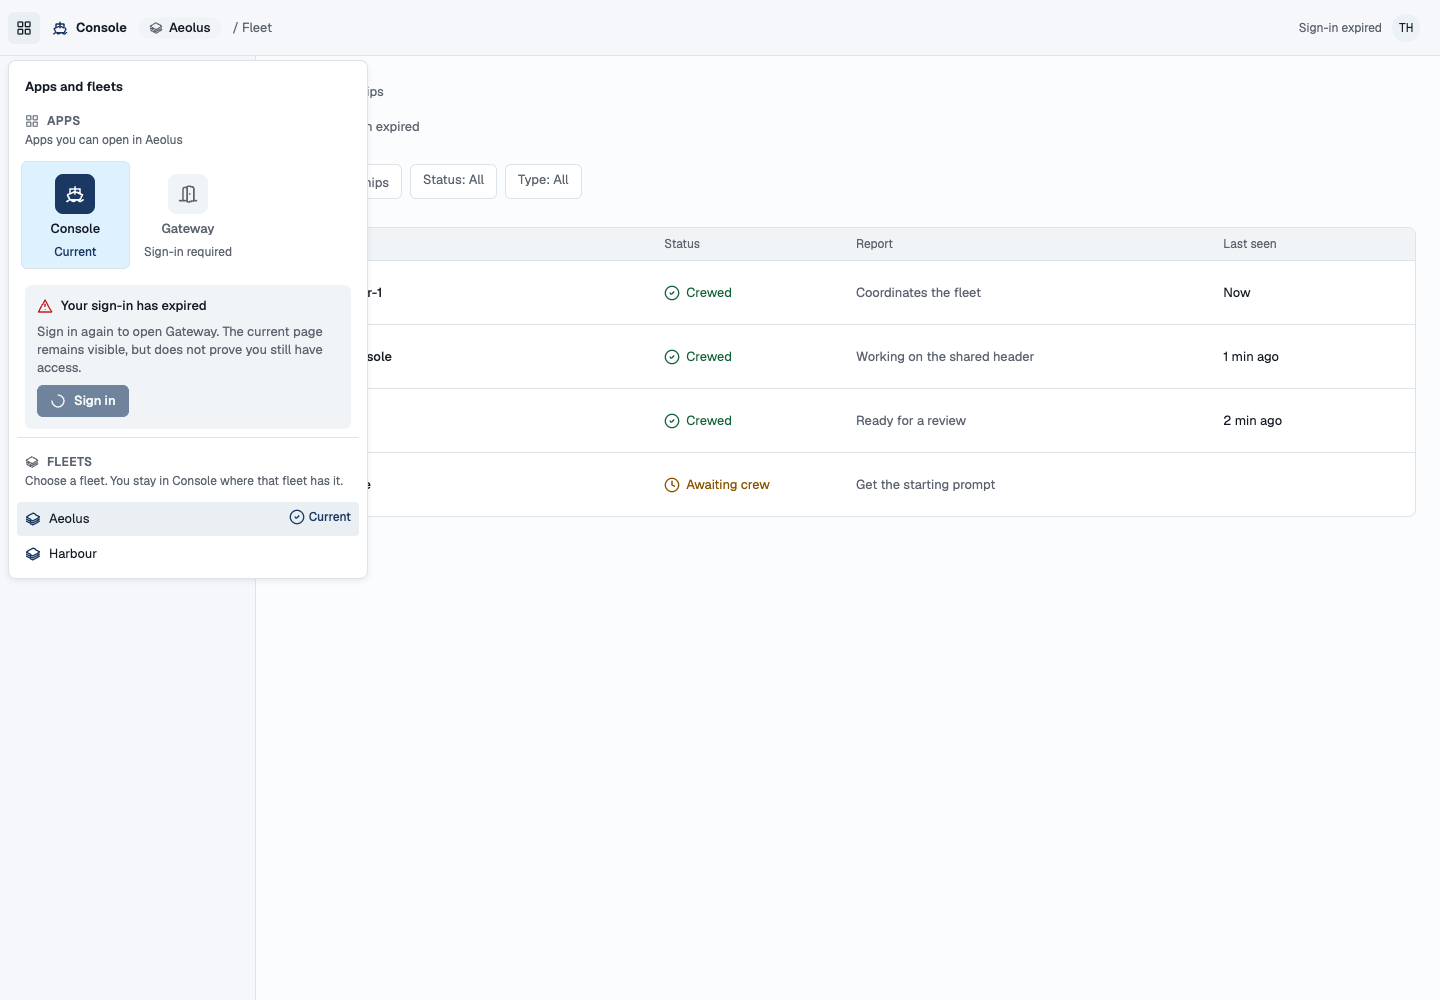 Console
Aeolus
/ Fleet
Sign-in expired
TH
Apps and fleets
APPS
Apps you can open in Aeolus
Console
Current
Gateway
Sign-in required
Your sign-in has expired
Sign in again to open Gateway. The current page
remains visible, but does not prove you still have
access.
Sign in
FLEETS
Choose a fleet. You stay in Console where that fleet has it.
Aeolus
Current
Harbour
expired
Status: All
Type: All
Status
Report
Last seen
Crewed
Coordinates the fleet
Now
Crewed
Working on the shared header
1 min ago
Crewed
Ready for a review
2 min ago
Awaiting crew
Get the starting prompt